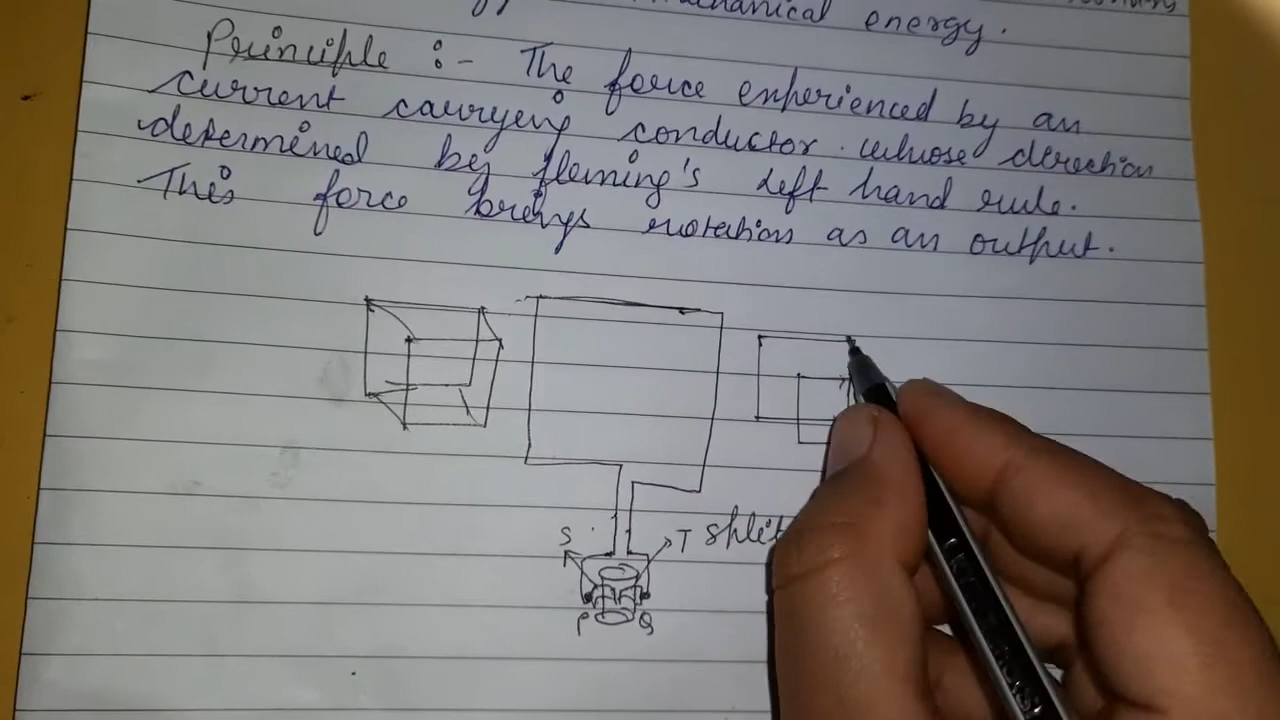 mechanical energy.
Principle :- The force experienced by an
current carrying conductor. whose direction
determined by fleming's Left hand rule.
This force brings rotation as an output.
S T Split
P Q